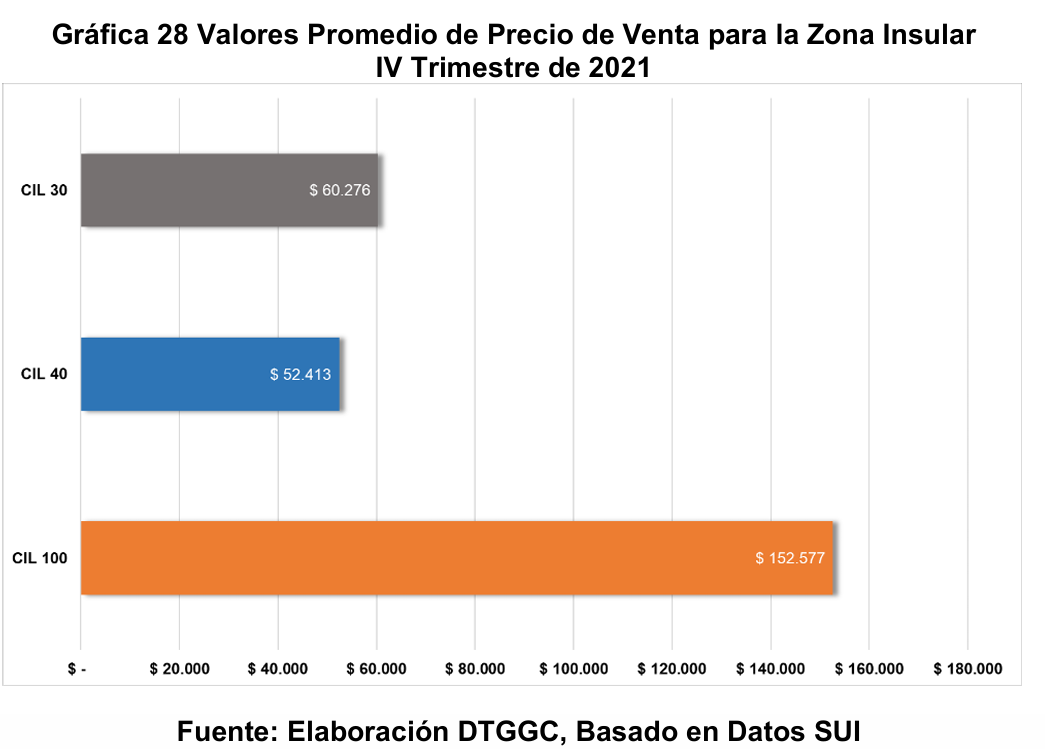 Gráfica 28 Valores Promedio de Precio de Venta para la Zona Insular
IV Trimestre de 2021
CIL 30
$ 60.276
CIL 40
$ 52.413
CIL 100
$ 152.577
$ -
$ 20.000
$ 40.000
$ 60.000
$ 80.000
$ 100.000
$ 120.000
$ 140.000
$ 160.000
$ 180.000
Fuente: Elaboración DTGGC, Basado en Datos SUI